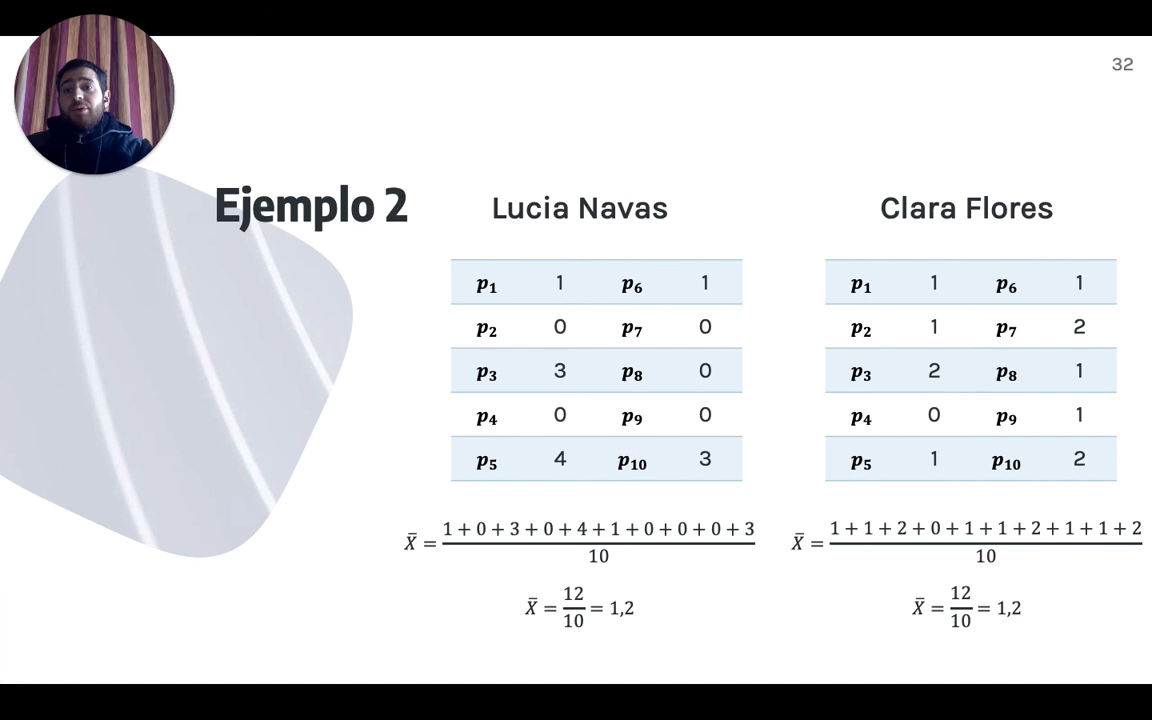 32
Ejemplo 2
Lucia Navas
p₁ 1 p₆ 1
p₂ 0 p₇ 0
p₃ 3 p₈ 0
p₄ 0 p₉ 0
p₅ 4 p₁₀ 3
X̄ = (1 + 0 + 3 + 0 + 4 + 1 + 0 + 0 + 0 + 3)/10
X̄ = 12/10 = 1,2
Clara Flores
p₁ 1 p₆ 1
p₂ 1 p₇ 2
p₃ 2 p₈ 1
p₄ 0 p₉ 1
p₅ 1 p₁₀ 2
X̄ = (1 + 1 + 2 + 0 + 1 + 1 + 2 + 1 + 1 + 2)/10
X̄ = 12/10 = 1,2